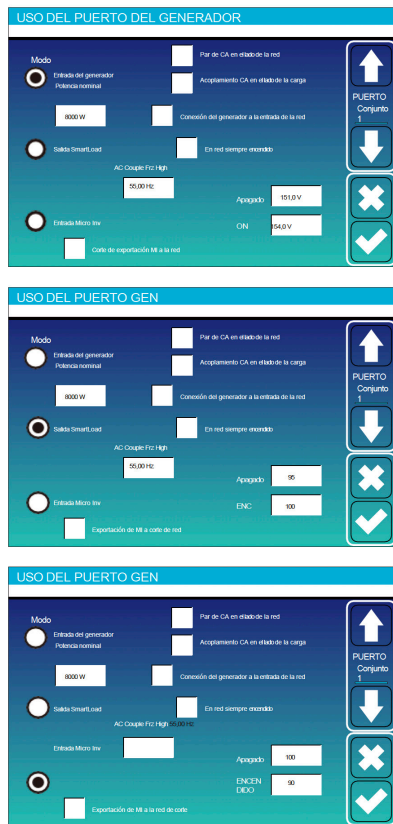 USO DEL PUERTO DEL GENERADOR
Par de CA en ellado de la red
Modo
Entrada del generador
Potencia nominal
Acoplamiento CA en ellado de la carga
PUERTO
Conjunto
1
8000 W
Conexión del generador a la entrada de la red
Salida SmartLoad
En red siempre encendido
AC Couple Frz High
55,00 Hz
Apagado
151,0 V
Entrada Micro Inv
ON
154,0 V
Corte de exportación MI a la red
USO DEL PUERTO GEN
Par de CA en ellado de la red
Modo
Entrada del generador
Potencia nominal
Acoplamiento CA en ellado de la carga
PUERTO
Conjunto
1
8000 W
Conexión del generador a la entrada de la red
Salida SmartLoad
En red siempre encendido
AC Couple Frz High
55,00 Hz
Apagado
95
Entrada Micro Inv
ENC
100
Exportación de MI a corte de red
USO DEL PUERTO GEN
Par de CA en ellado de la red
Modo
Entrada del generador
Potencia nominal
Acoplamiento CA en ellado de la carga
PUERTO
Conjunto
1
8000 W
Conexión del generador a la entrada de la red
Salida SmartLoad
En red siempre encendido
AC Couple Frz High 55,00 Hz
Entrada Micro Inv
Apagado
100
ENCEN
DIDO
90
Exportación de MI a la red de corte